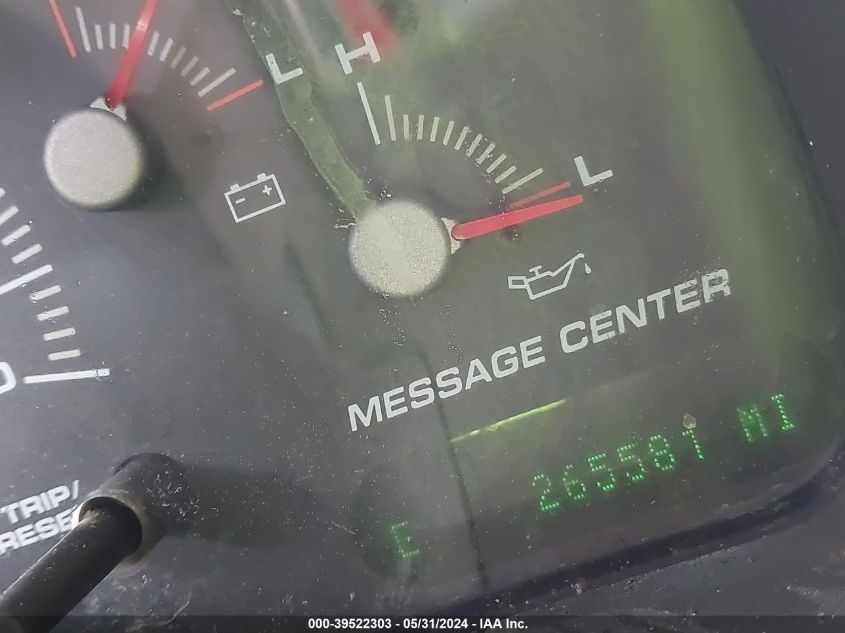 L
H
L
MESSAGE CENTER
265581 MI
E
TRIP/
RESE
000-39522303 - 05/31/2024 - IAA Inc.